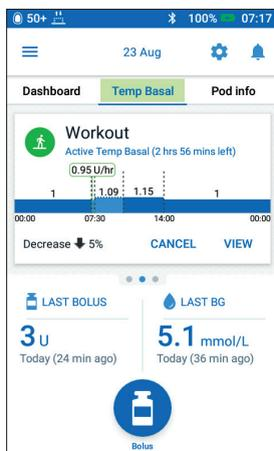 50+ 100% 07:17
23 Aug
Dashboard Temp Basal Pod info
Workout
Active Temp Basal (2 hrs 56 mins left)
0.95 U/hr
1 1.09 1.15 1
00:00 07:30 14:00 00:00
Decrease 5% CANCEL VIEW
LAST BOLUS LAST BG
3 U 5.1 mmol/L
Today (24 min ago) Today (36 min ago)
Bolus